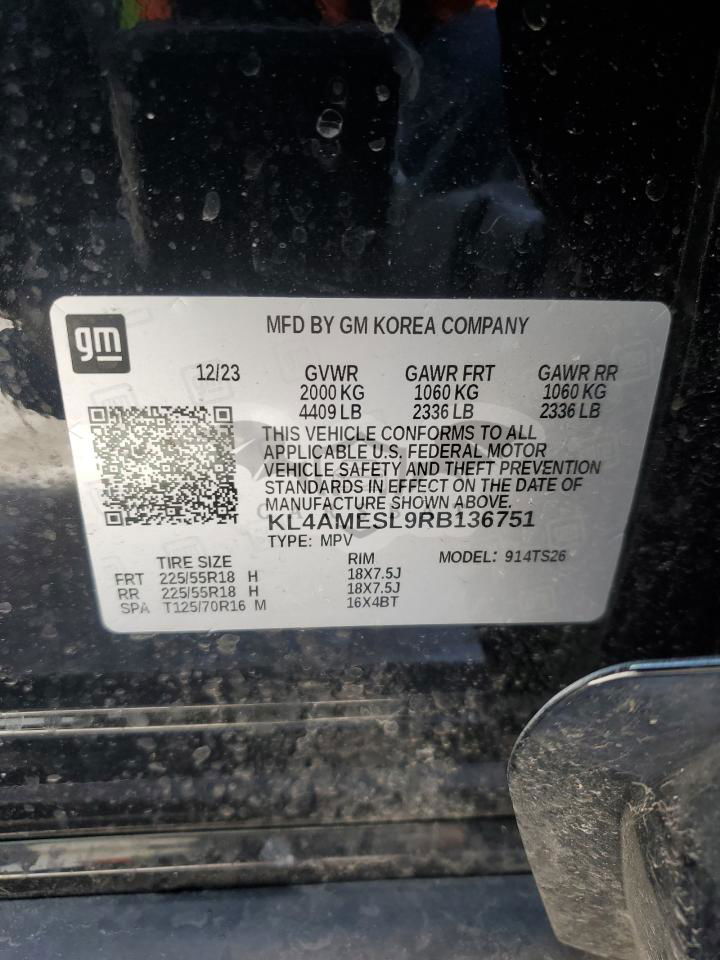 gm
MFD BY GM KOREA COMPANY
12/23 GVWR GAWR FRT GAWR RR
2000 KG 1060 KG 1060 KG
4409 LB 2336 LB 2336 LB
THIS VEHICLE CONFORMS TO ALL
APPLICABLE U.S. FEDERAL MOTOR
VEHICLE SAFETY AND THEFT PREVENTION
STANDARDS IN EFFECT ON THE DATE OF
MANUFACTURE SHOWN ABOVE.
KL4AMESL9RB136751
TYPE: MPV
TIRE SIZE RIM MODEL: 914TS26
FRT 225/55R18 H 18X7.5J
RR 225/55R18 H 18X7.5J
SPA T125/70R16 M 16X4BT